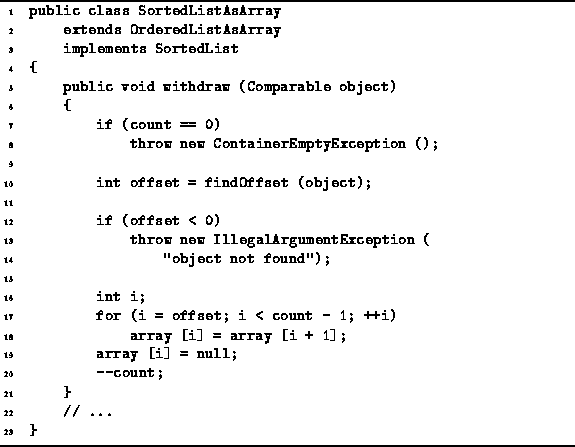 1 public class SortedListAsArray
2     extends OrderedListAsArray
3     implements SortedList
4 {
5     public void withdraw (Comparable object)
6     {
7         if (count == 0)
8             throw new ContainerEmptyException ();
9
10         int offset = findOffset (object);
11
12         if (offset < 0)
13             throw new IllegalArgumentException (
14                 "object not found");
15
16         int i;
17         for (i = offset; i < count - 1; ++i)
18             array [i] = array [i + 1];
19         array [i] = null;
20         --count;
21     }
22     // ...
23 }